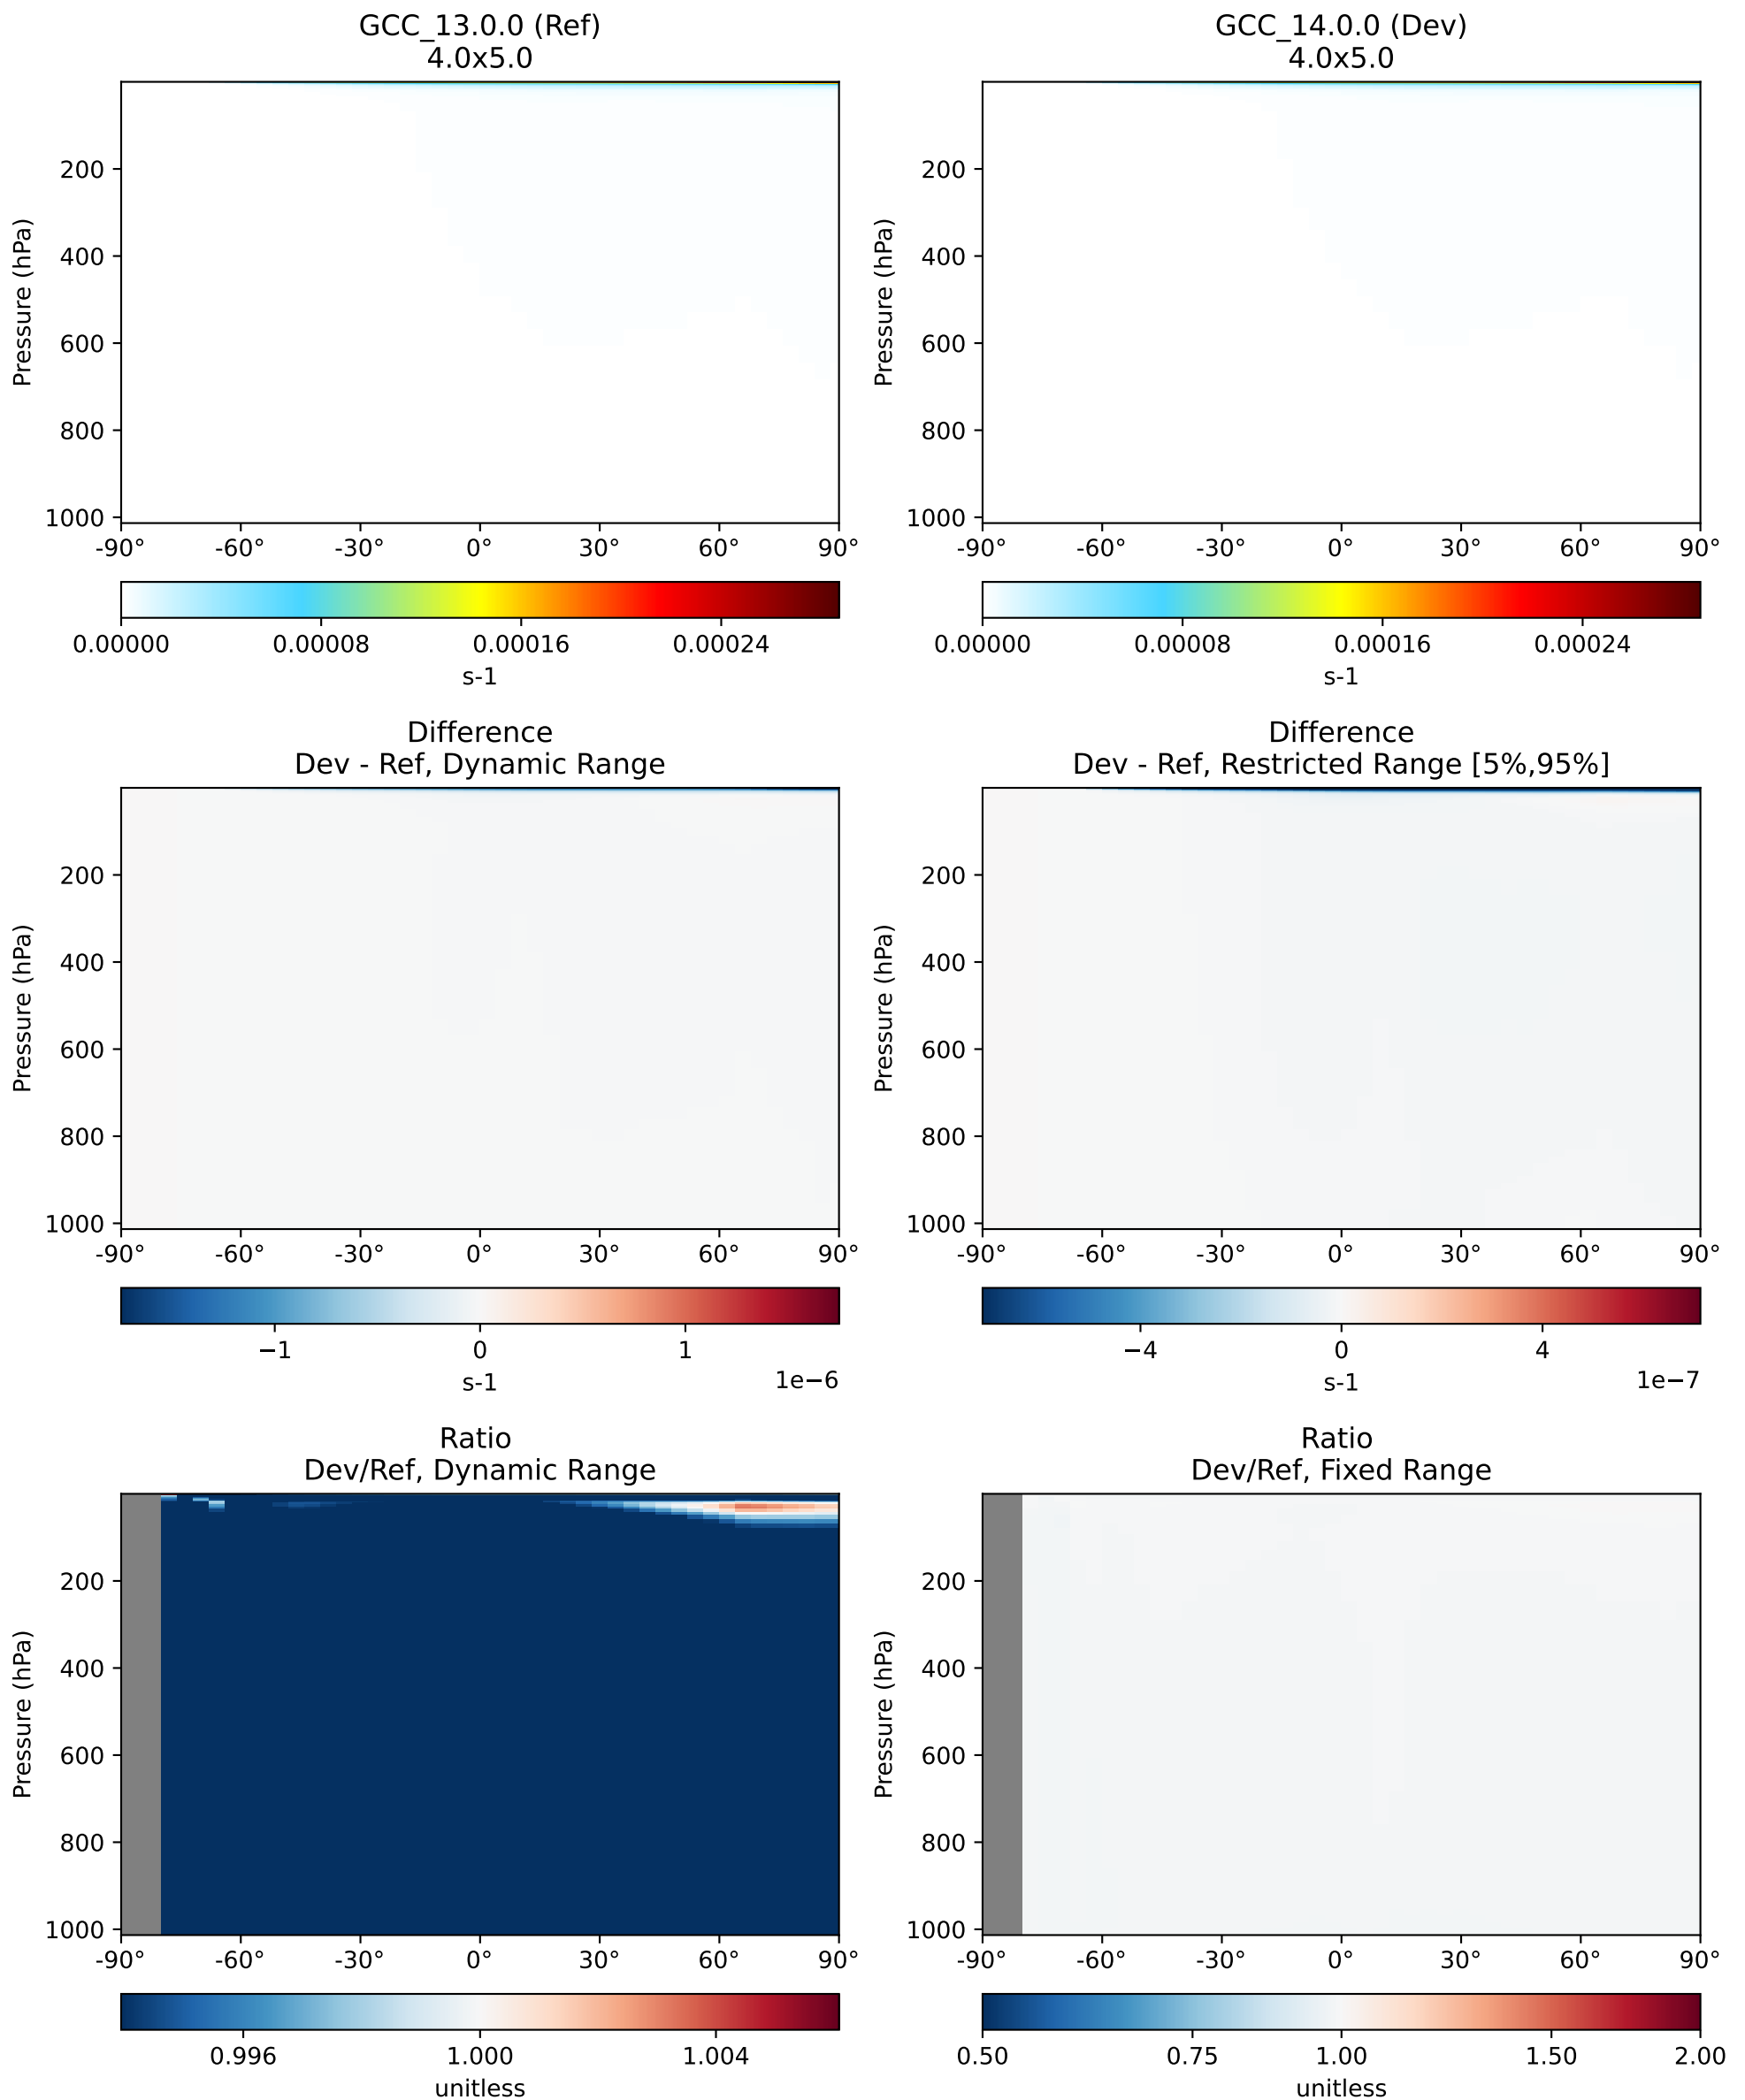 GCC_13.0.0 (Ref)
4.0x5.0
Pressure (hPa)
200
400
600
800
1000
-90° -60° -30° 0° 30° 60° 90°
0.00000 0.00008 0.00016 0.00024
s-1
GCC_14.0.0 (Dev)
4.0x5.0
Pressure (hPa)
200
400
600
800
1000
-90° -60° -30° 0° 30° 60° 90°
0.00000 0.00008 0.00016 0.00024
s-1
Difference
Dev - Ref, Dynamic Range
Pressure (hPa)
200
400
600
800
1000
-90° -60° -30° 0° 30° 60° 90°
−1 0 1
s-1 1e−6
Difference
Dev - Ref, Restricted Range [5%,95%]
Pressure (hPa)
200
400
600
800
1000
-90° -60° -30° 0° 30° 60° 90°
−4 0 4
s-1 1e−7
Ratio
Dev/Ref, Dynamic Range
Pressure (hPa)
200
400
600
800
1000
-90° -60° -30° 0° 30° 60° 90°
0.996 1.000 1.004
unitless
Ratio
Dev/Ref, Fixed Range
Pressure (hPa)
200
400
600
800
1000
-90° -60° -30° 0° 30° 60° 90°
0.50 0.75 1.00 1.50 2.00
unitless